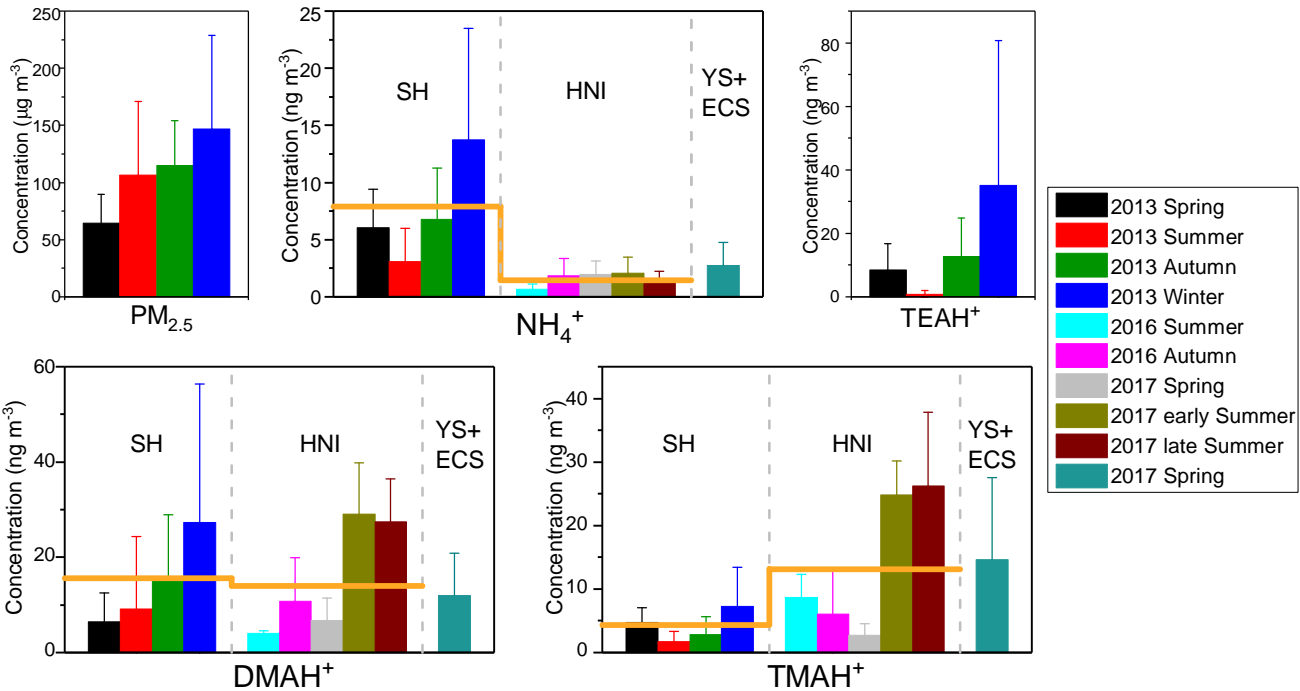 250
200
150
100
50
0
Concentration (μg m⁻³)
PM₂.₅
25
20
15
10
5
0
Concentration (ng m⁻³)
SH
HNI
YS+
ECS
NH₄⁺
80
60
40
20
0
Concentration (ng m⁻³)
TEAH⁺
2013 Spring
2013 Summer
2013 Autumn
2013 Winter
2016 Summer
2016 Autumn
2017 Spring
2017 early Summer
2017 late Summer
2017 Spring
60
40
20
0
Concentration (ng m⁻³)
SH
HNI
YS+
ECS
DMAH⁺
45
40
30
20
10
0
Concentration (ng m⁻³)
SH
HNI
YS+
ECS
TMAH⁺